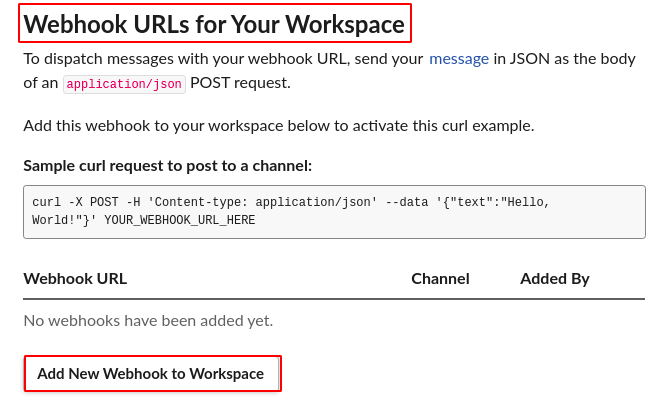 Webhook URLs for Your Workspace
To dispatch messages with your webhook URL, send your message in JSON as the body
of an application/json POST request.
Add this webhook to your workspace below to activate this curl example.
Sample curl request to post to a channel:
curl -X POST -H 'Content-type: application/json' --data '{"text":"Hello,
World!"}' YOUR_WEBHOOK_URL_HERE
Webhook URL Channel Added By
No webhooks have been added yet.
Add New Webhook to Workspace